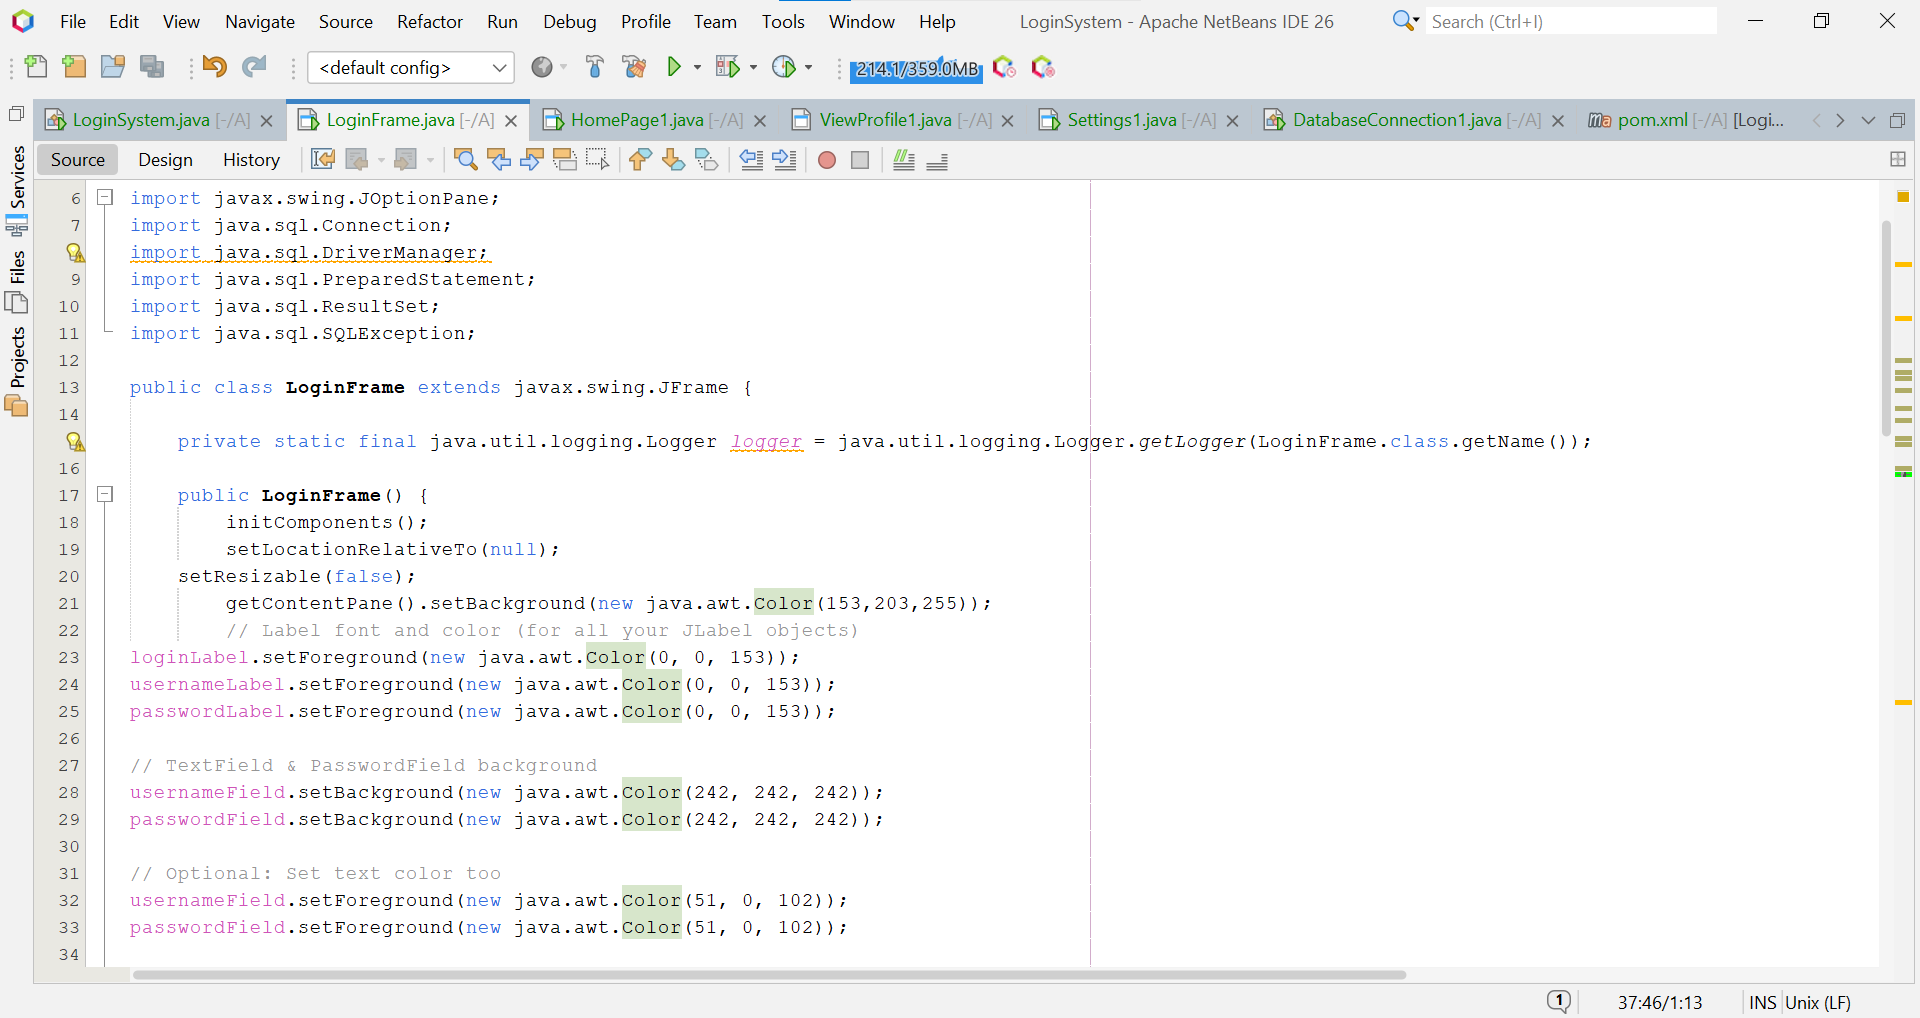 File Edit View Navigate Source Refactor Run Debug Profile Team Tools Window Help LoginSystem - Apache NetBeans IDE 26 Search (Ctrl+I)
<default config> 214.1/359.0MB
LoginSystem.java [-/A] LoginFrame.java [-/A] HomePage1.java [-/A] ViewProfile1.java [-/A] Settings1.java [-/A] DatabaseConnection1.java [-/A] pom.xml [-/A] [Logi...
Source Design History
Services
Files
Projects
6 import javax.swing.JOptionPane;
7 import java.sql.Connection;
import java.sql.DriverManager;
9 import java.sql.PreparedStatement;
10 import java.sql.ResultSet;
11 import java.sql.SQLException;
12
13 public class LoginFrame extends javax.swing.JFrame {
14
private static final java.util.logging.Logger logger = java.util.logging.Logger.getLogger(LoginFrame.class.getName());
16
17 public LoginFrame() {
18 initComponents();
19 setLocationRelativeTo(null);
20 setResizable(false);
21 getContentPane().setBackground(new java.awt.Color(153,203,255));
22 // Label font and color (for all your JLabel objects)
23 loginLabel.setForeground(new java.awt.Color(0, 0, 153));
24 usernameLabel.setForeground(new java.awt.Color(0, 0, 153));
25 passwordLabel.setForeground(new java.awt.Color(0, 0, 153));
26
27 // TextField & PasswordField background
28 usernameField.setBackground(new java.awt.Color(242, 242, 242));
29 passwordField.setBackground(new java.awt.Color(242, 242, 242));
30
31 // Optional: Set text color too
32 usernameField.setForeground(new java.awt.Color(51, 0, 102));
33 passwordField.setForeground(new java.awt.Color(51, 0, 102));
34
1 37:46/1:13 INS Unix (LF)